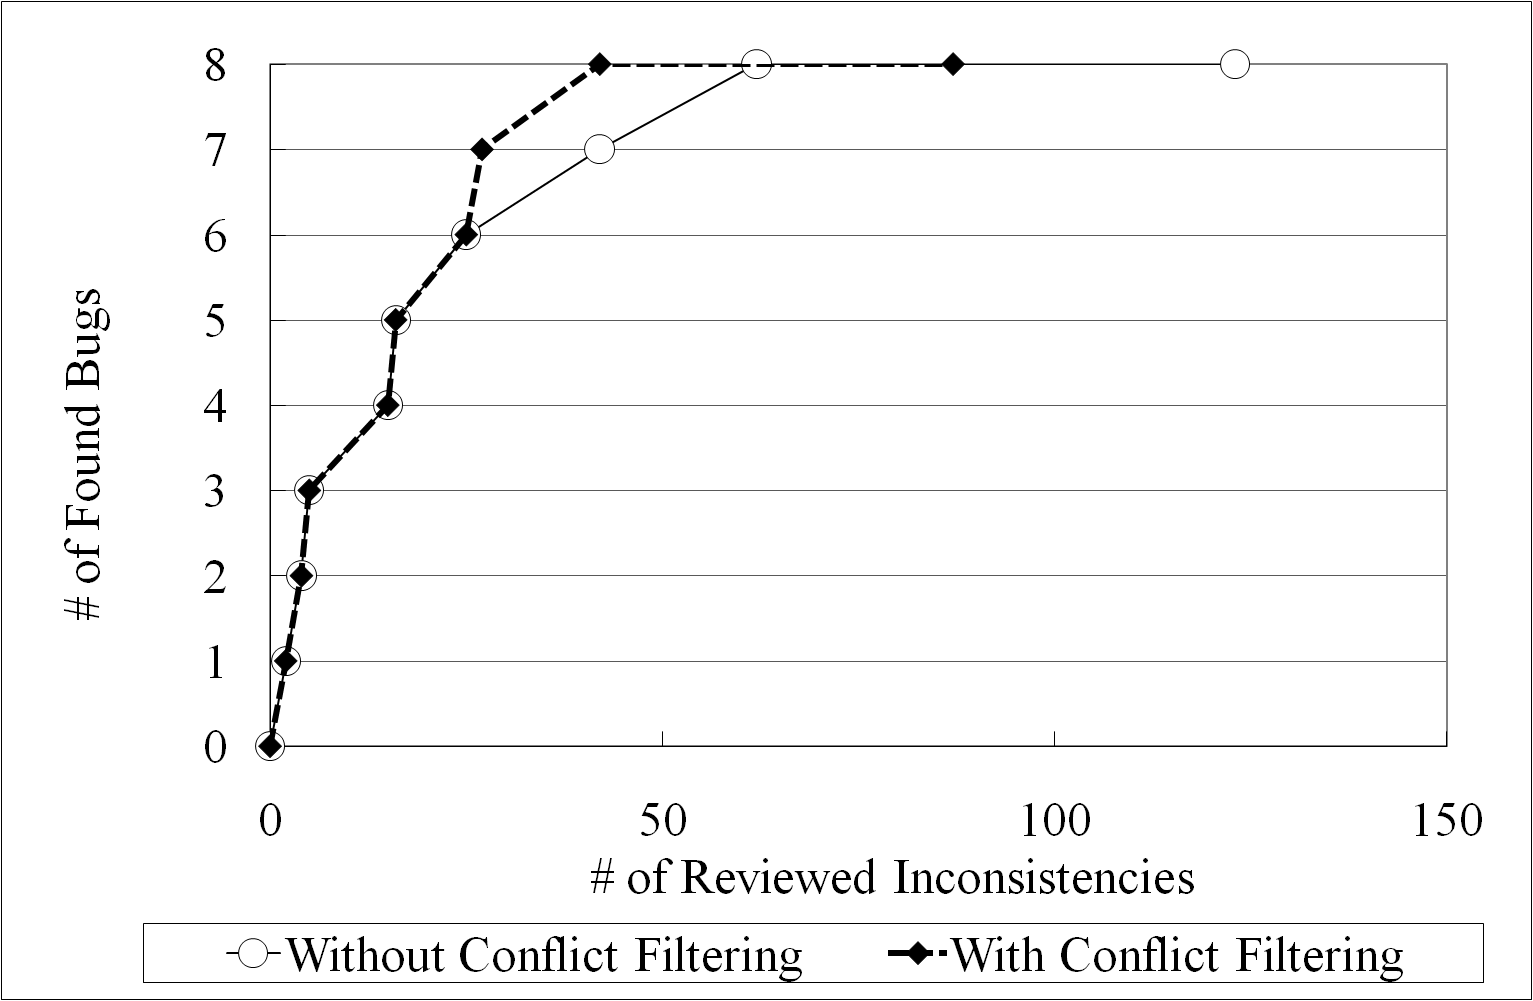 8
7
6
5
4
3
2
1
0
# of Found Bugs
0 50 100 150
# of Reviewed Inconsistencies
Without Conflict Filtering With Conflict Filtering